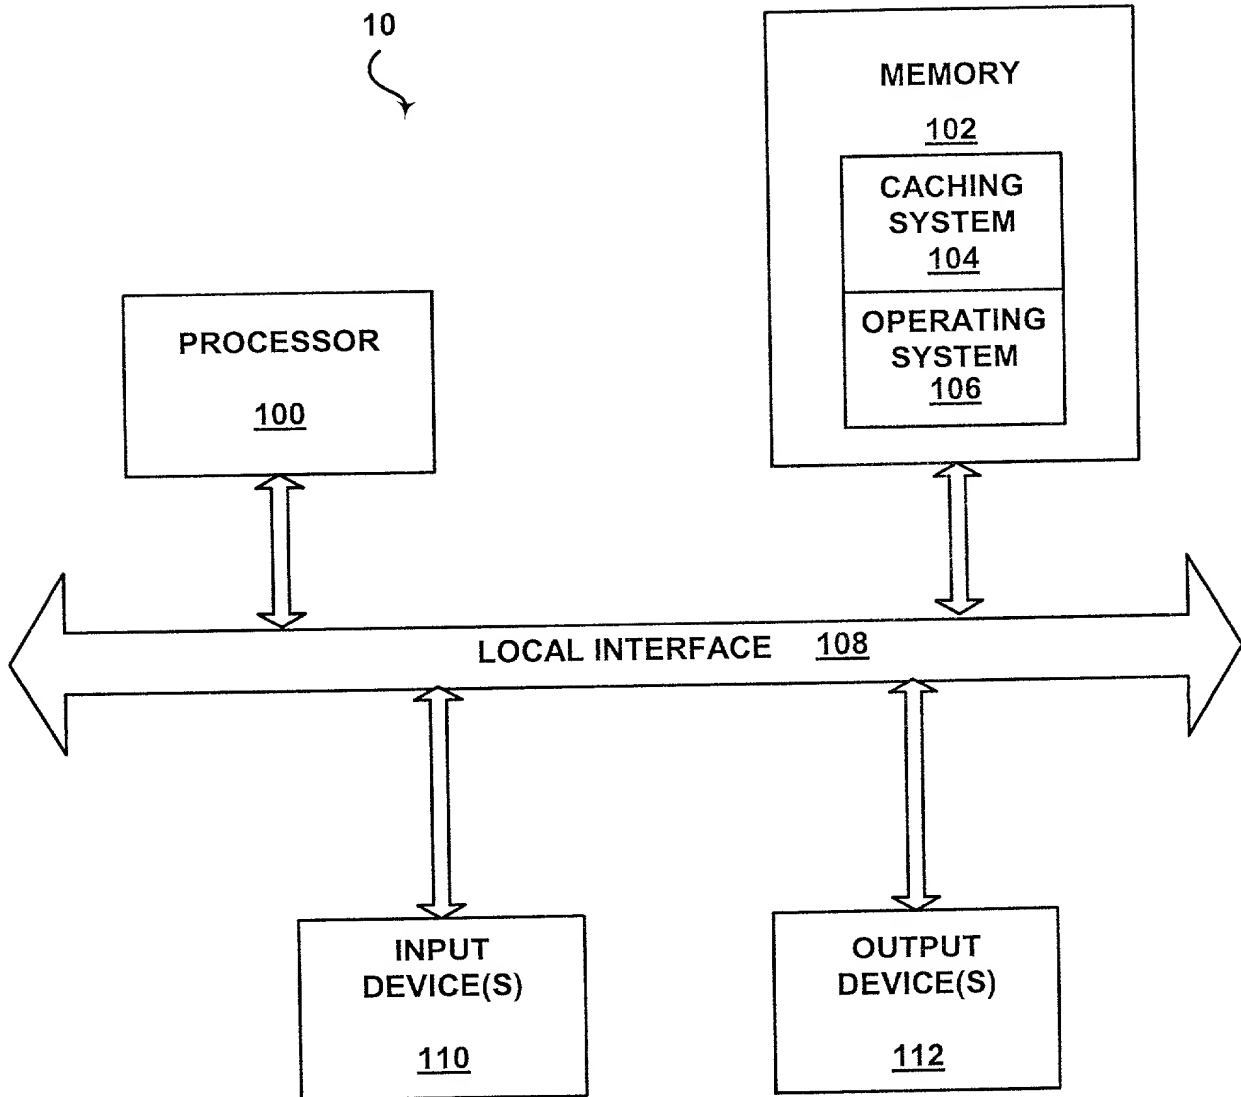 10
MEMORY
102
CACHING
SYSTEM
104
OPERATING
SYSTEM
106
PROCESSOR
100
LOCAL INTERFACE 108
INPUT
DEVICE(S)
110
OUTPUT
DEVICE(S)
112